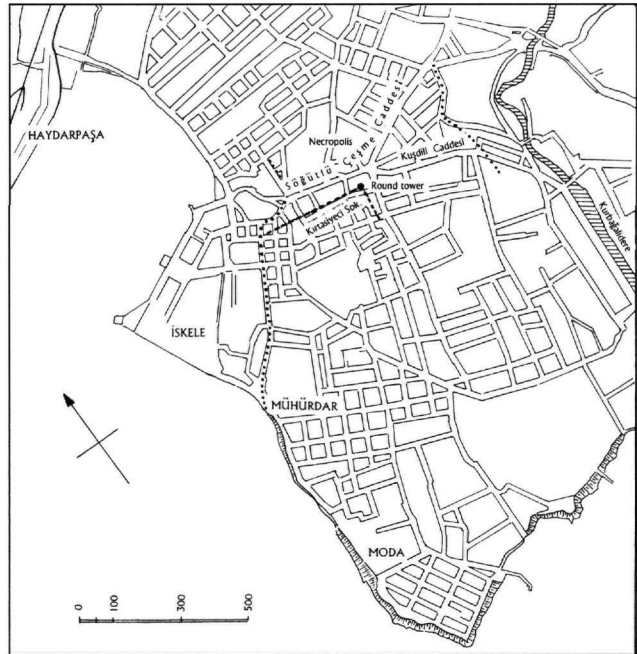 HAYDARPAŞA
Necropolis
Söğütlü - Çeşme Caddesi
Kuşdili Caddesi
Round tower
Kırtasiyeci Sok.
Kurbağalıdere
İSKELE
MÜHÜRDAR
MODA
0 100 300 500